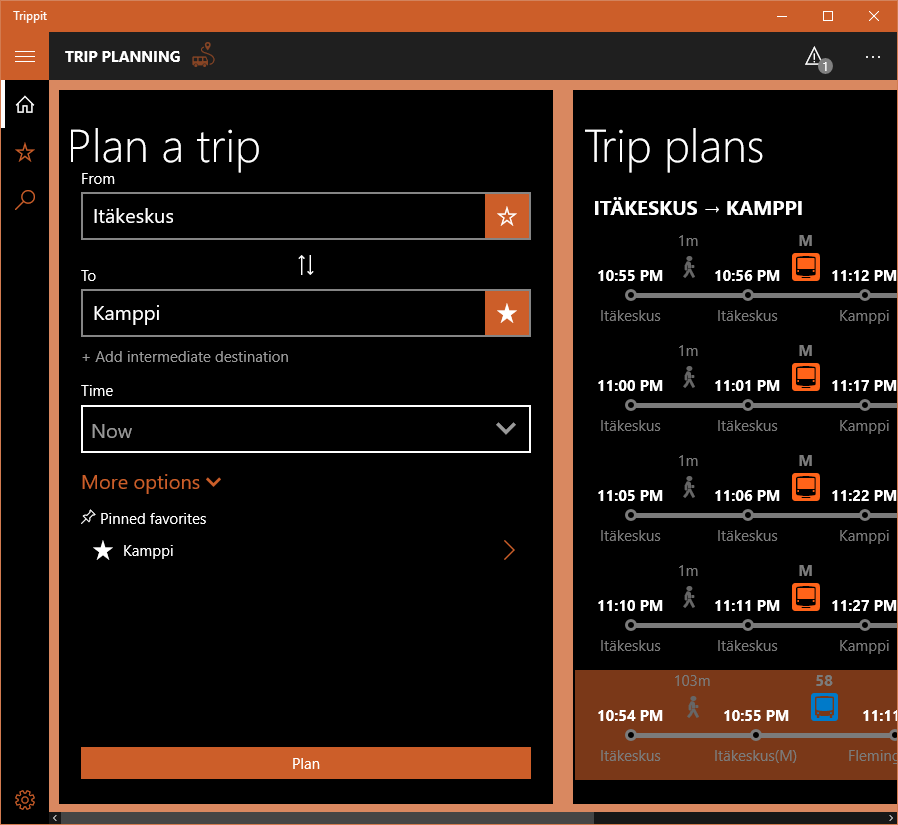 Trippit
TRIP PLANNING
1
Plan a trip
From
Itäkeskus
To
Kamppi
+ Add intermediate destination
Time
Now
More options
Pinned favorites
Kamppi
Plan
Trip plans
ITÄKESKUS → KAMPPI
1m M
10:55 PM 10:56 PM 11:12 PM
Itäkeskus Itäkeskus Kamppi
1m M
11:00 PM 11:01 PM 11:17 PM
Itäkeskus Itäkeskus Kamppi
1m M
11:05 PM 11:06 PM 11:22 PM
Itäkeskus Itäkeskus Kamppi
1m M
11:10 PM 11:11 PM 11:27 PM
Itäkeskus Itäkeskus Kamppi
103m 58
10:54 PM 10:55 PM 11:11
Itäkeskus Itäkeskus(M) Fleming